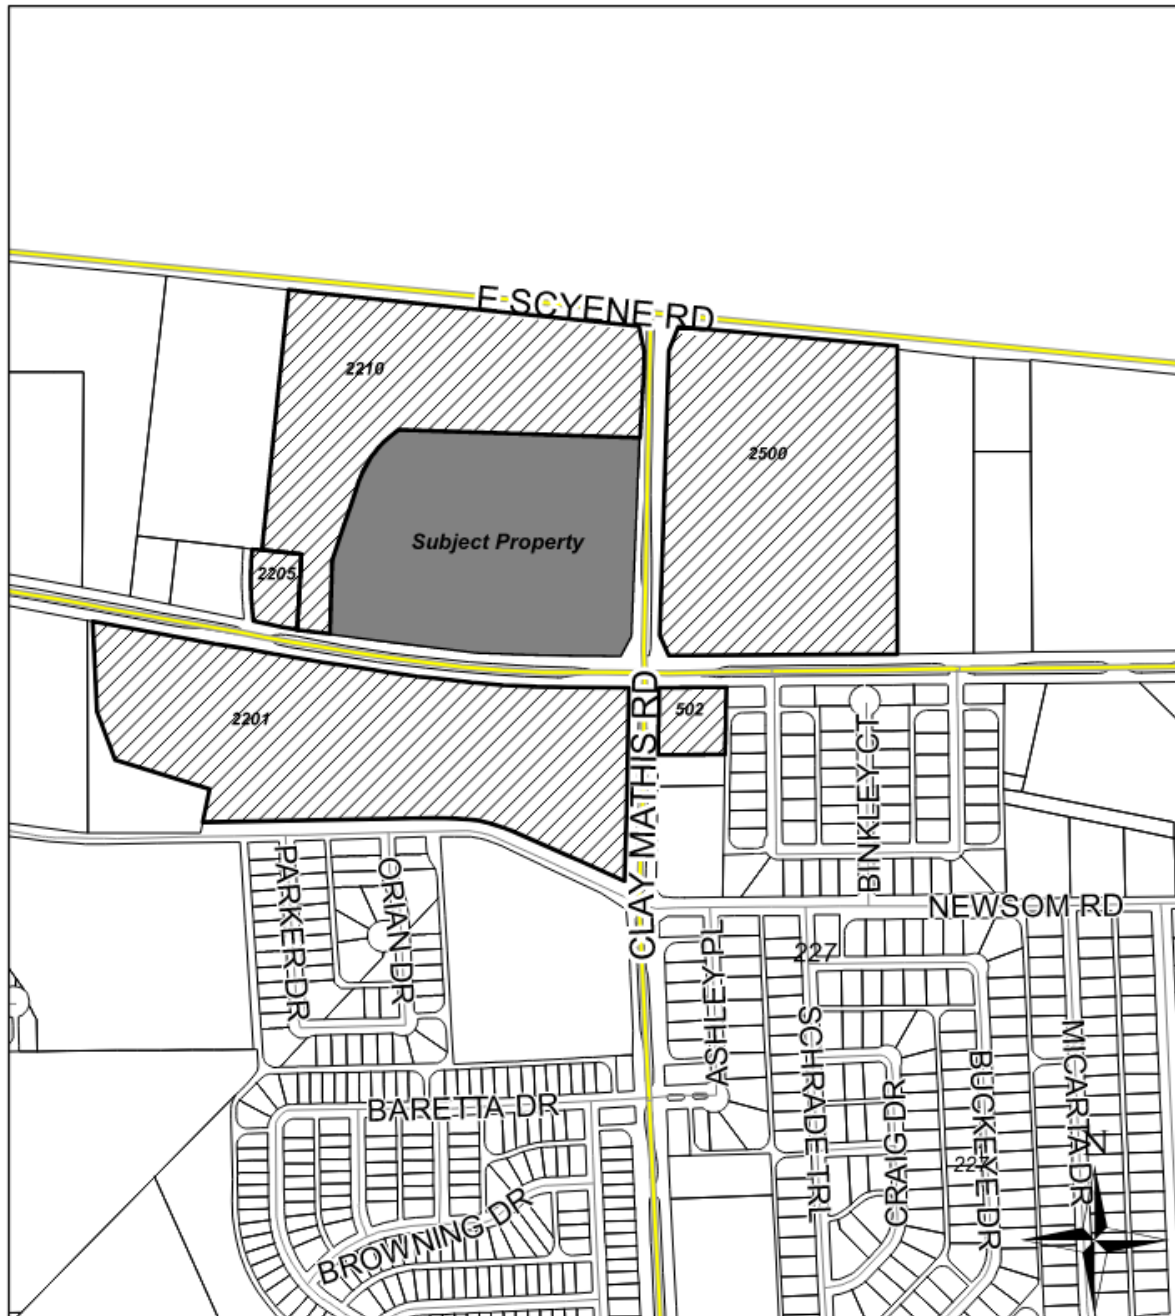 E SCYENE RD
2210
2500
Subject Property
2205
2201
502
CLAY MATHIS RD
BINKLEY CT
NEWSOM RD
PARKER DR
ORIAN DR
227
ASHLEY PL
SCHRADE TRL
CRAIG DR
BUCKEYE DR
MICARTA DR
BARETTA DR
227
N
BROWNING DR